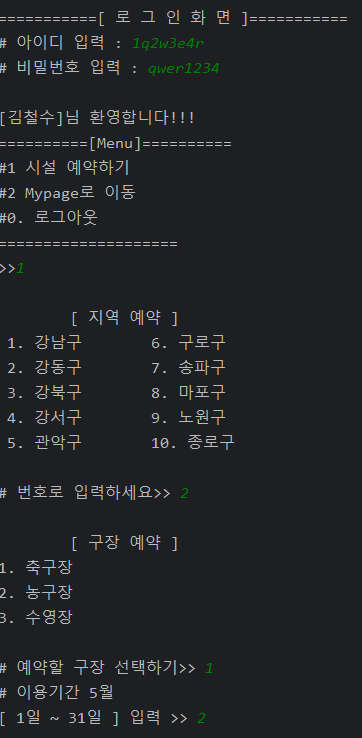 ===========[ 로 그 인 화 면 ]===========
# 아이디 입력 : 1q2w3e4r
# 비밀번호 입력 : qwer1234
[김철수]님 환영합니다!!!
==========[Menu]==========
#1 시설 예약하기
#2 Mypage로 이동
#0. 로그아웃
====================
>>1
[ 지역 예약 ]
1. 강남구 6. 구로구
2. 강동구 7. 송파구
3. 강북구 8. 마포구
4. 강서구 9. 노원구
5. 관악구 10. 종로구
# 번호로 입력하세요>> 2
[ 구장 예약 ]
1. 축구장
2. 농구장
3. 수영장
# 예약할 구장 선택하기>> 1
# 이용기간 5월
[ 1일 ~ 31일 ] 입력 >> 2